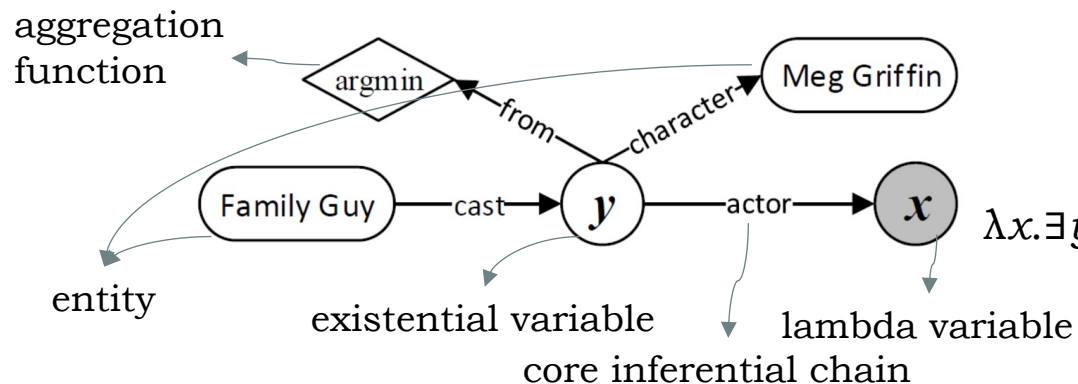 aggregation
function
argmin
Meg Griffin
from
character
Family Guy
cast
y
actor
x
λx.∃y
entity
existential variable
lambda variable
core inferential chain